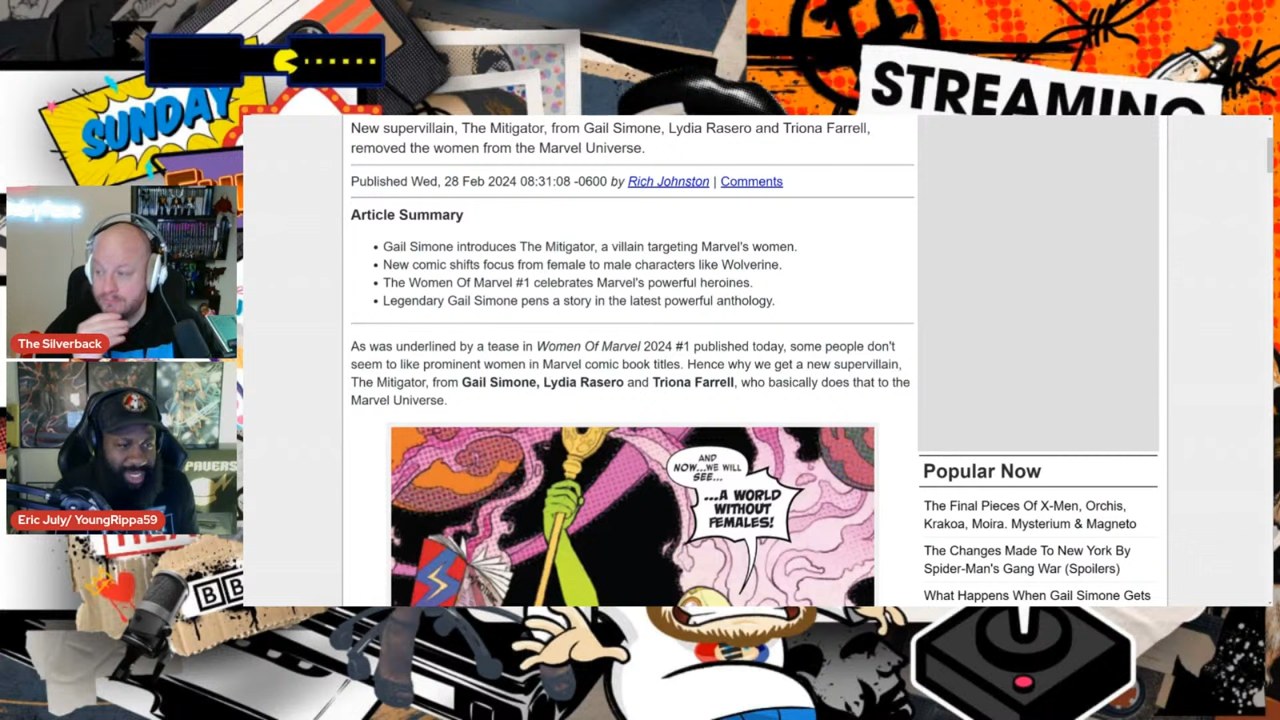 SUNDAY
STREAMING
New supervillain, The Mitigator, from Gail Simone, Lydia Rasero and Triona Farrell,
removed the women from the Marvel Universe.
Published Wed, 28 Feb 2024 08:31:08 -0600 by Rich Johnston | Comments
Article Summary
• Gail Simone introduces The Mitigator, a villain targeting Marvel's women.
• New comic shifts focus from female to male characters like Wolverine.
• The Women Of Marvel #1 celebrates Marvel's powerful heroines.
• Legendary Gail Simone pens a story in the latest powerful anthology.
As was underlined by a tease in Women Of Marvel 2024 #1 published today, some people don't
seem to like prominent women in Marvel comic book titles. Hence why we get a new supervillain,
The Mitigator, from Gail Simone, Lydia Rasero and Triona Farrell, who basically does that to the
Marvel Universe.
AND
NOW...WE WILL
SEE...
...A WORLD
WITHOUT
FEMALES!
Popular Now
The Final Pieces Of X-Men, Orchis,
Krakoa, Moira. Mysterium & Magneto
The Changes Made To New York By
Spider-Man's Gang War (Spoilers)
What Happens When Gail Simone Gets
The Silverback
PAVERS
Eric July/ YoungRippa59
BB